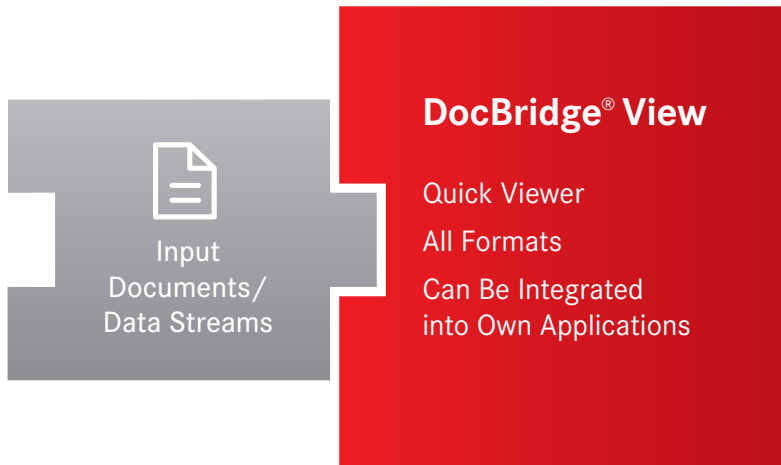 Input
Documents/
Data Streams
DocBridge® View
Quick Viewer
All Formats
Can Be Integrated
into Own Applications